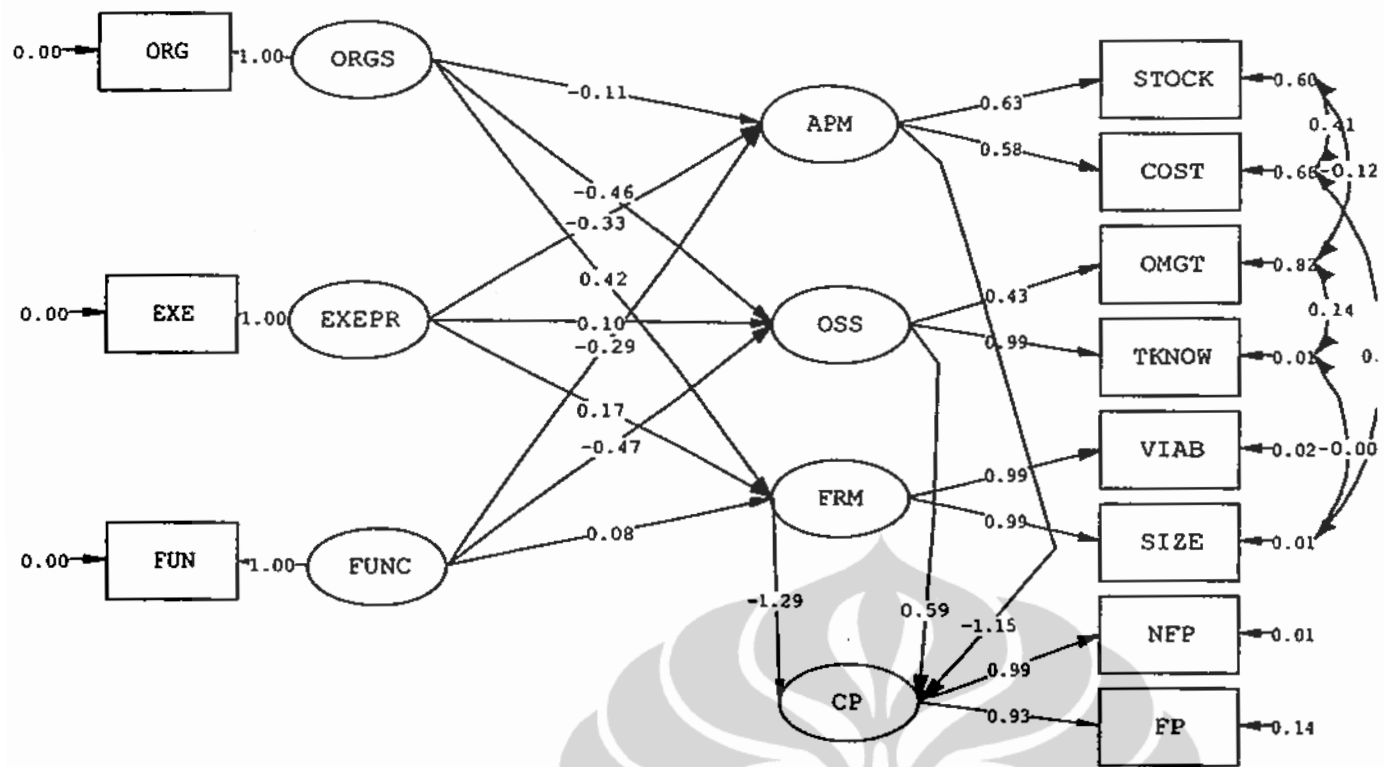 0.00 ORG 1.00 ORGS
-0.11
APM
0.63 STOCK 0.60
0.41
0.58 COST 0.66 -0.12
-0.46
-0.33
0.42
0.00 EXE 1.00 EXEPR
0.10
-0.29
OSS
0.43 OMGT 0.82
0.14
0.99 TKNOW 0.01
0.17
-0.47
FRM
0.99 VIAB 0.02 -0.00
0.99 SIZE 0.01
0.00 FUN 1.00 FUNC
0.08
-1.29
0.59
-1.15
CP
0.99 NFP 0.01
0.93 FP 0.14